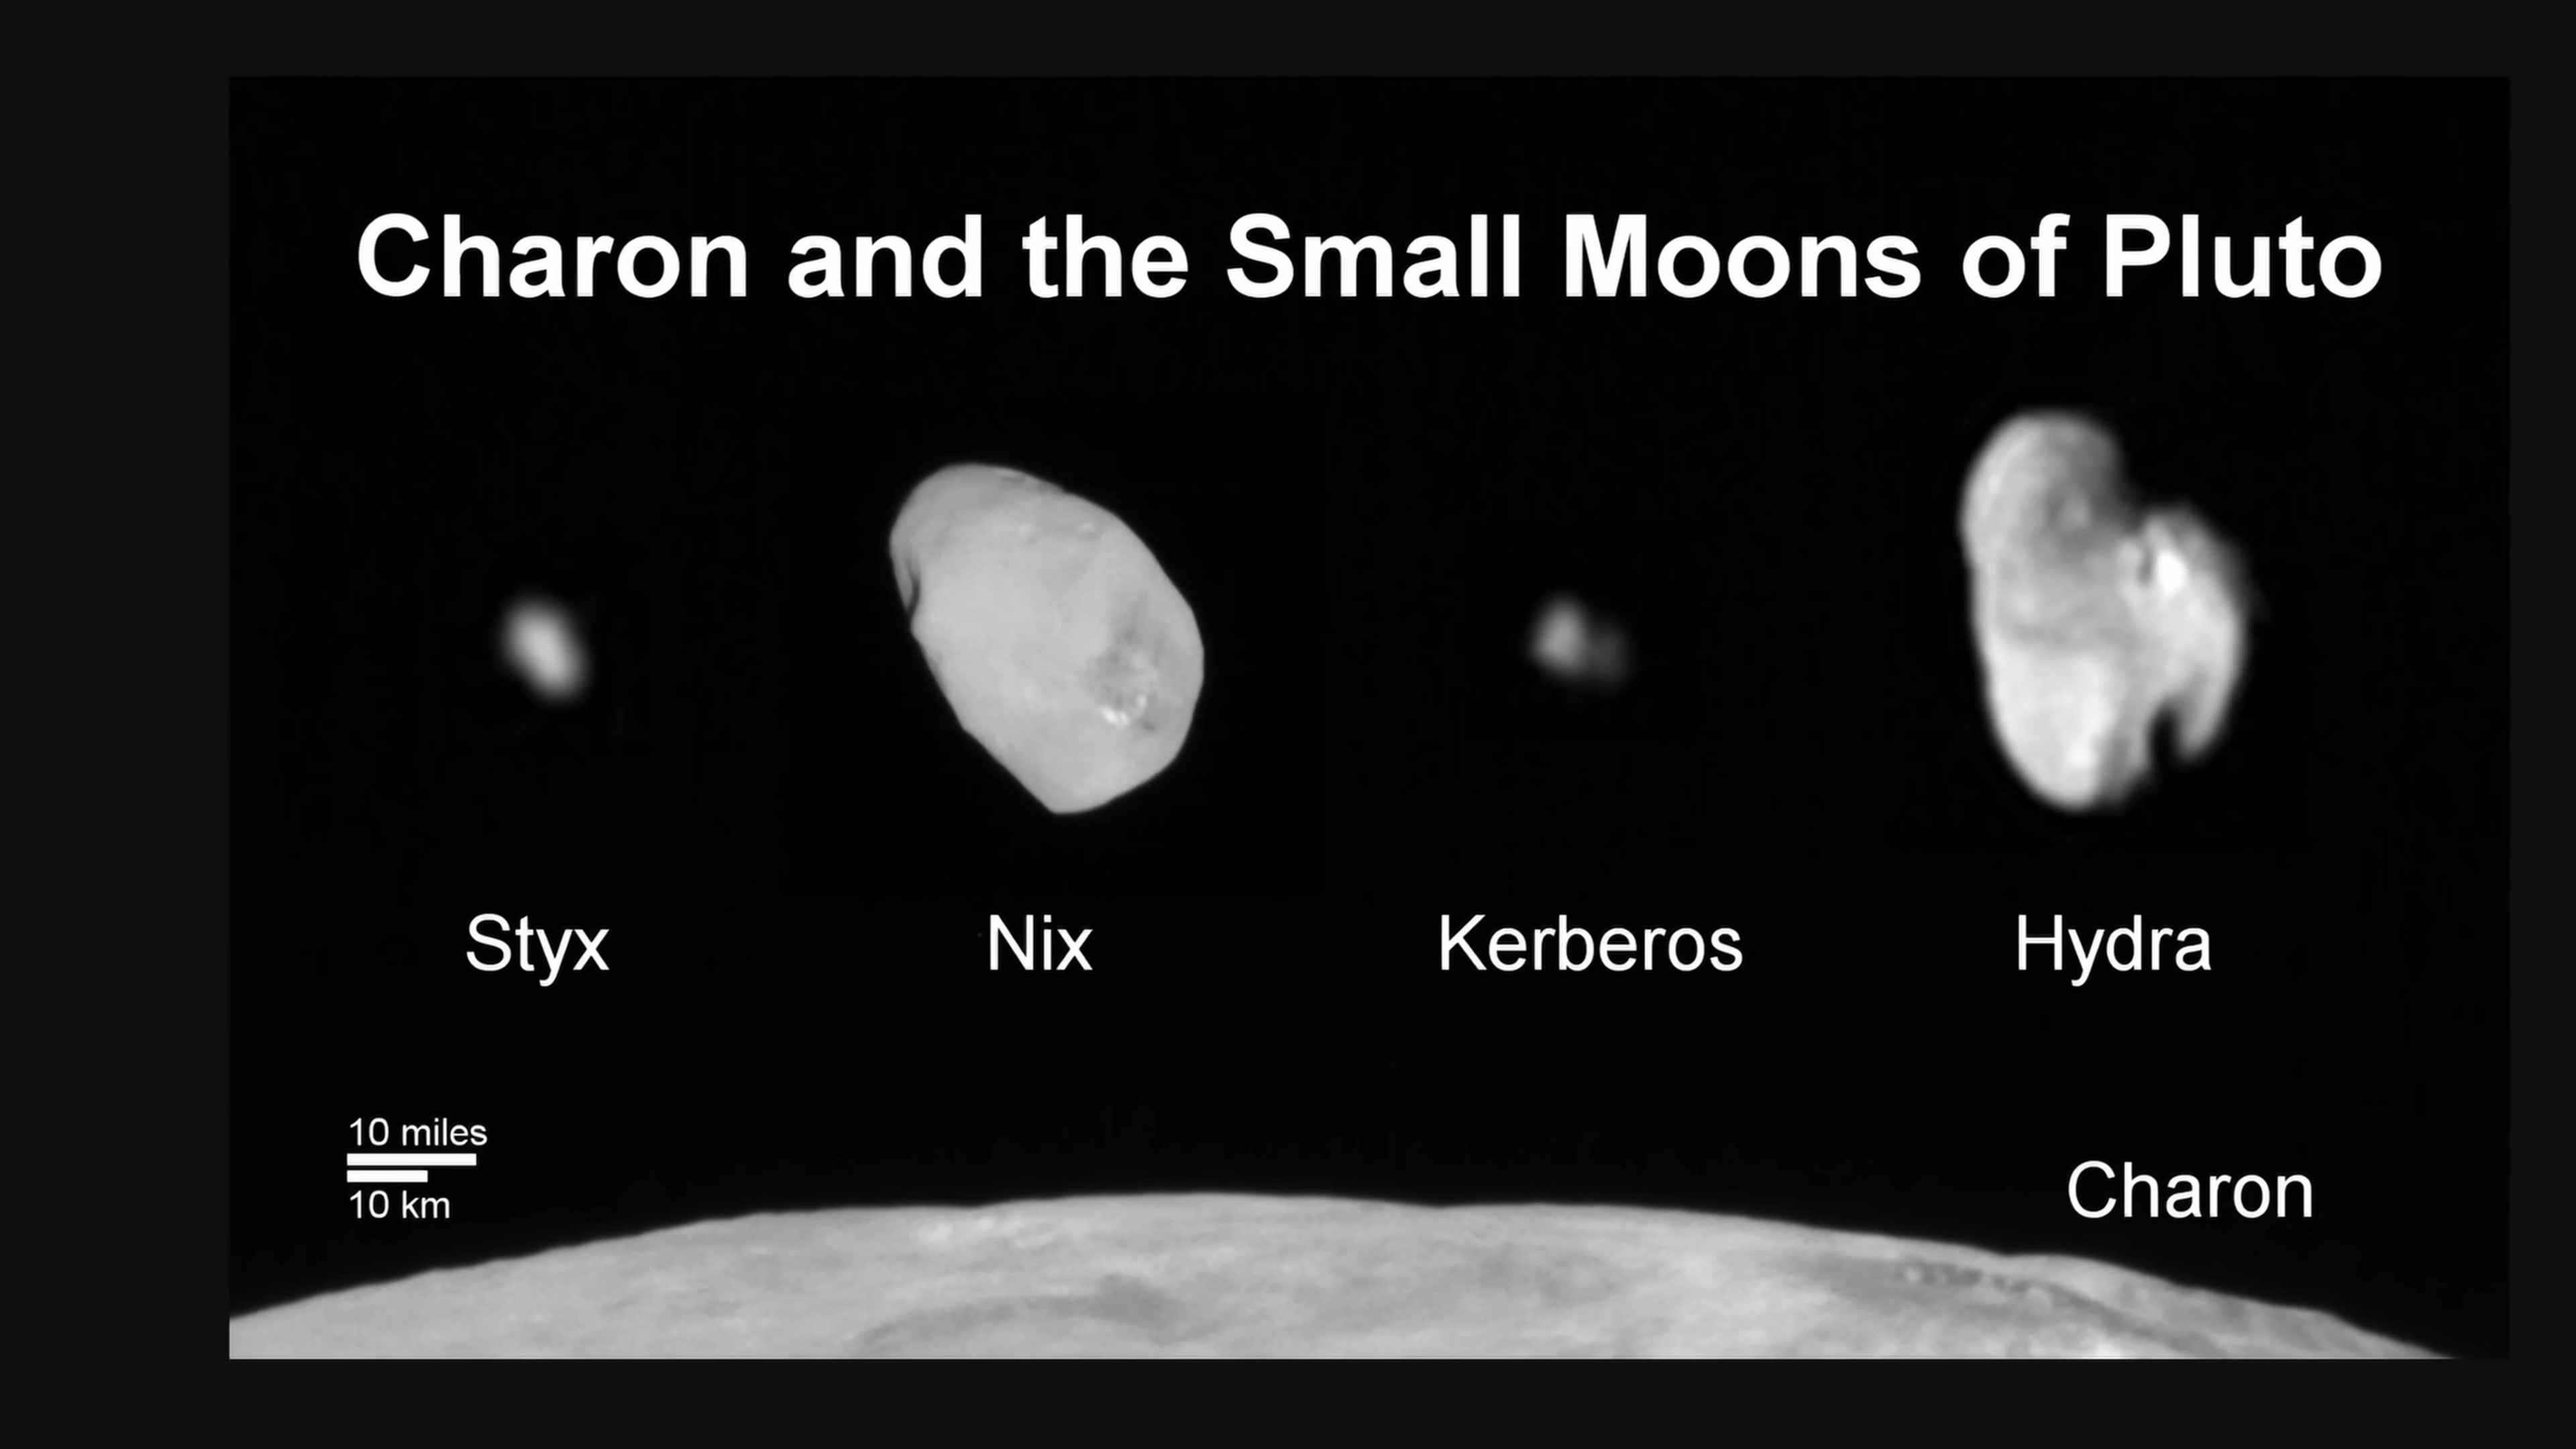 Charon and the Small Moons of Pluto
Styx
Nix
Kerberos
Hydra
10 miles
10 km
Charon